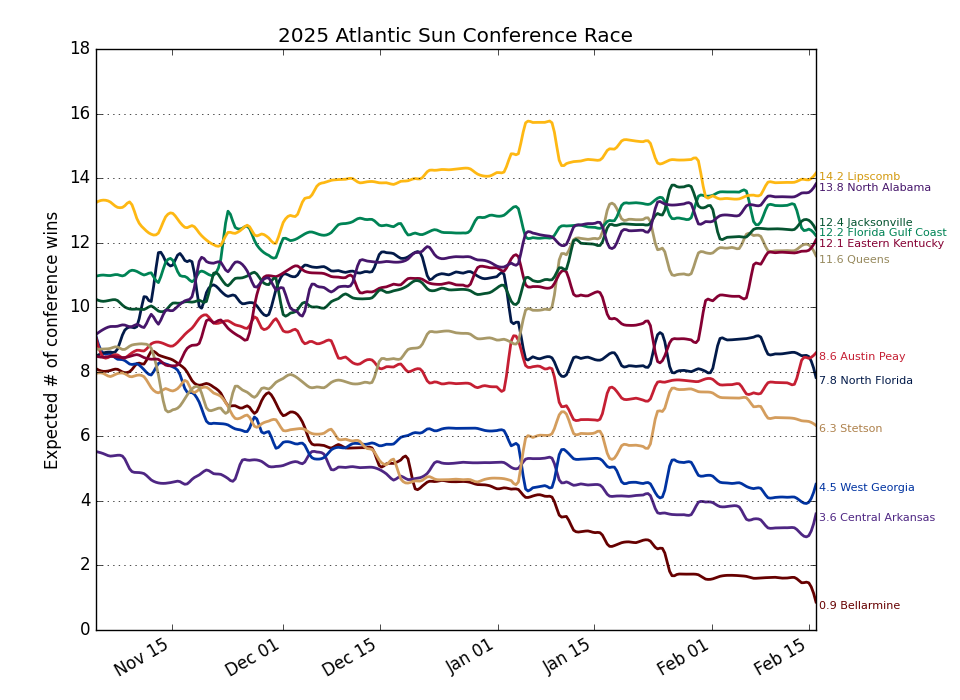 2025 Atlantic Sun Conference Race
Expected # of conference wins
18
16
14
12
10
8
6
4
2
0
Nov 15
Dec 01
Dec 15
Jan 01
Jan 15
Feb 01
Feb 15
14.2 Lipscomb
13.8 North Alabama
12.4 Jacksonville
12.2 Florida Gulf Coast
12.1 Eastern Kentucky
11.6 Queens
8.6 Austin Peay
7.8 North Florida
6.3 Stetson
4.5 West Georgia
3.6 Central Arkansas
0.9 Bellarmine